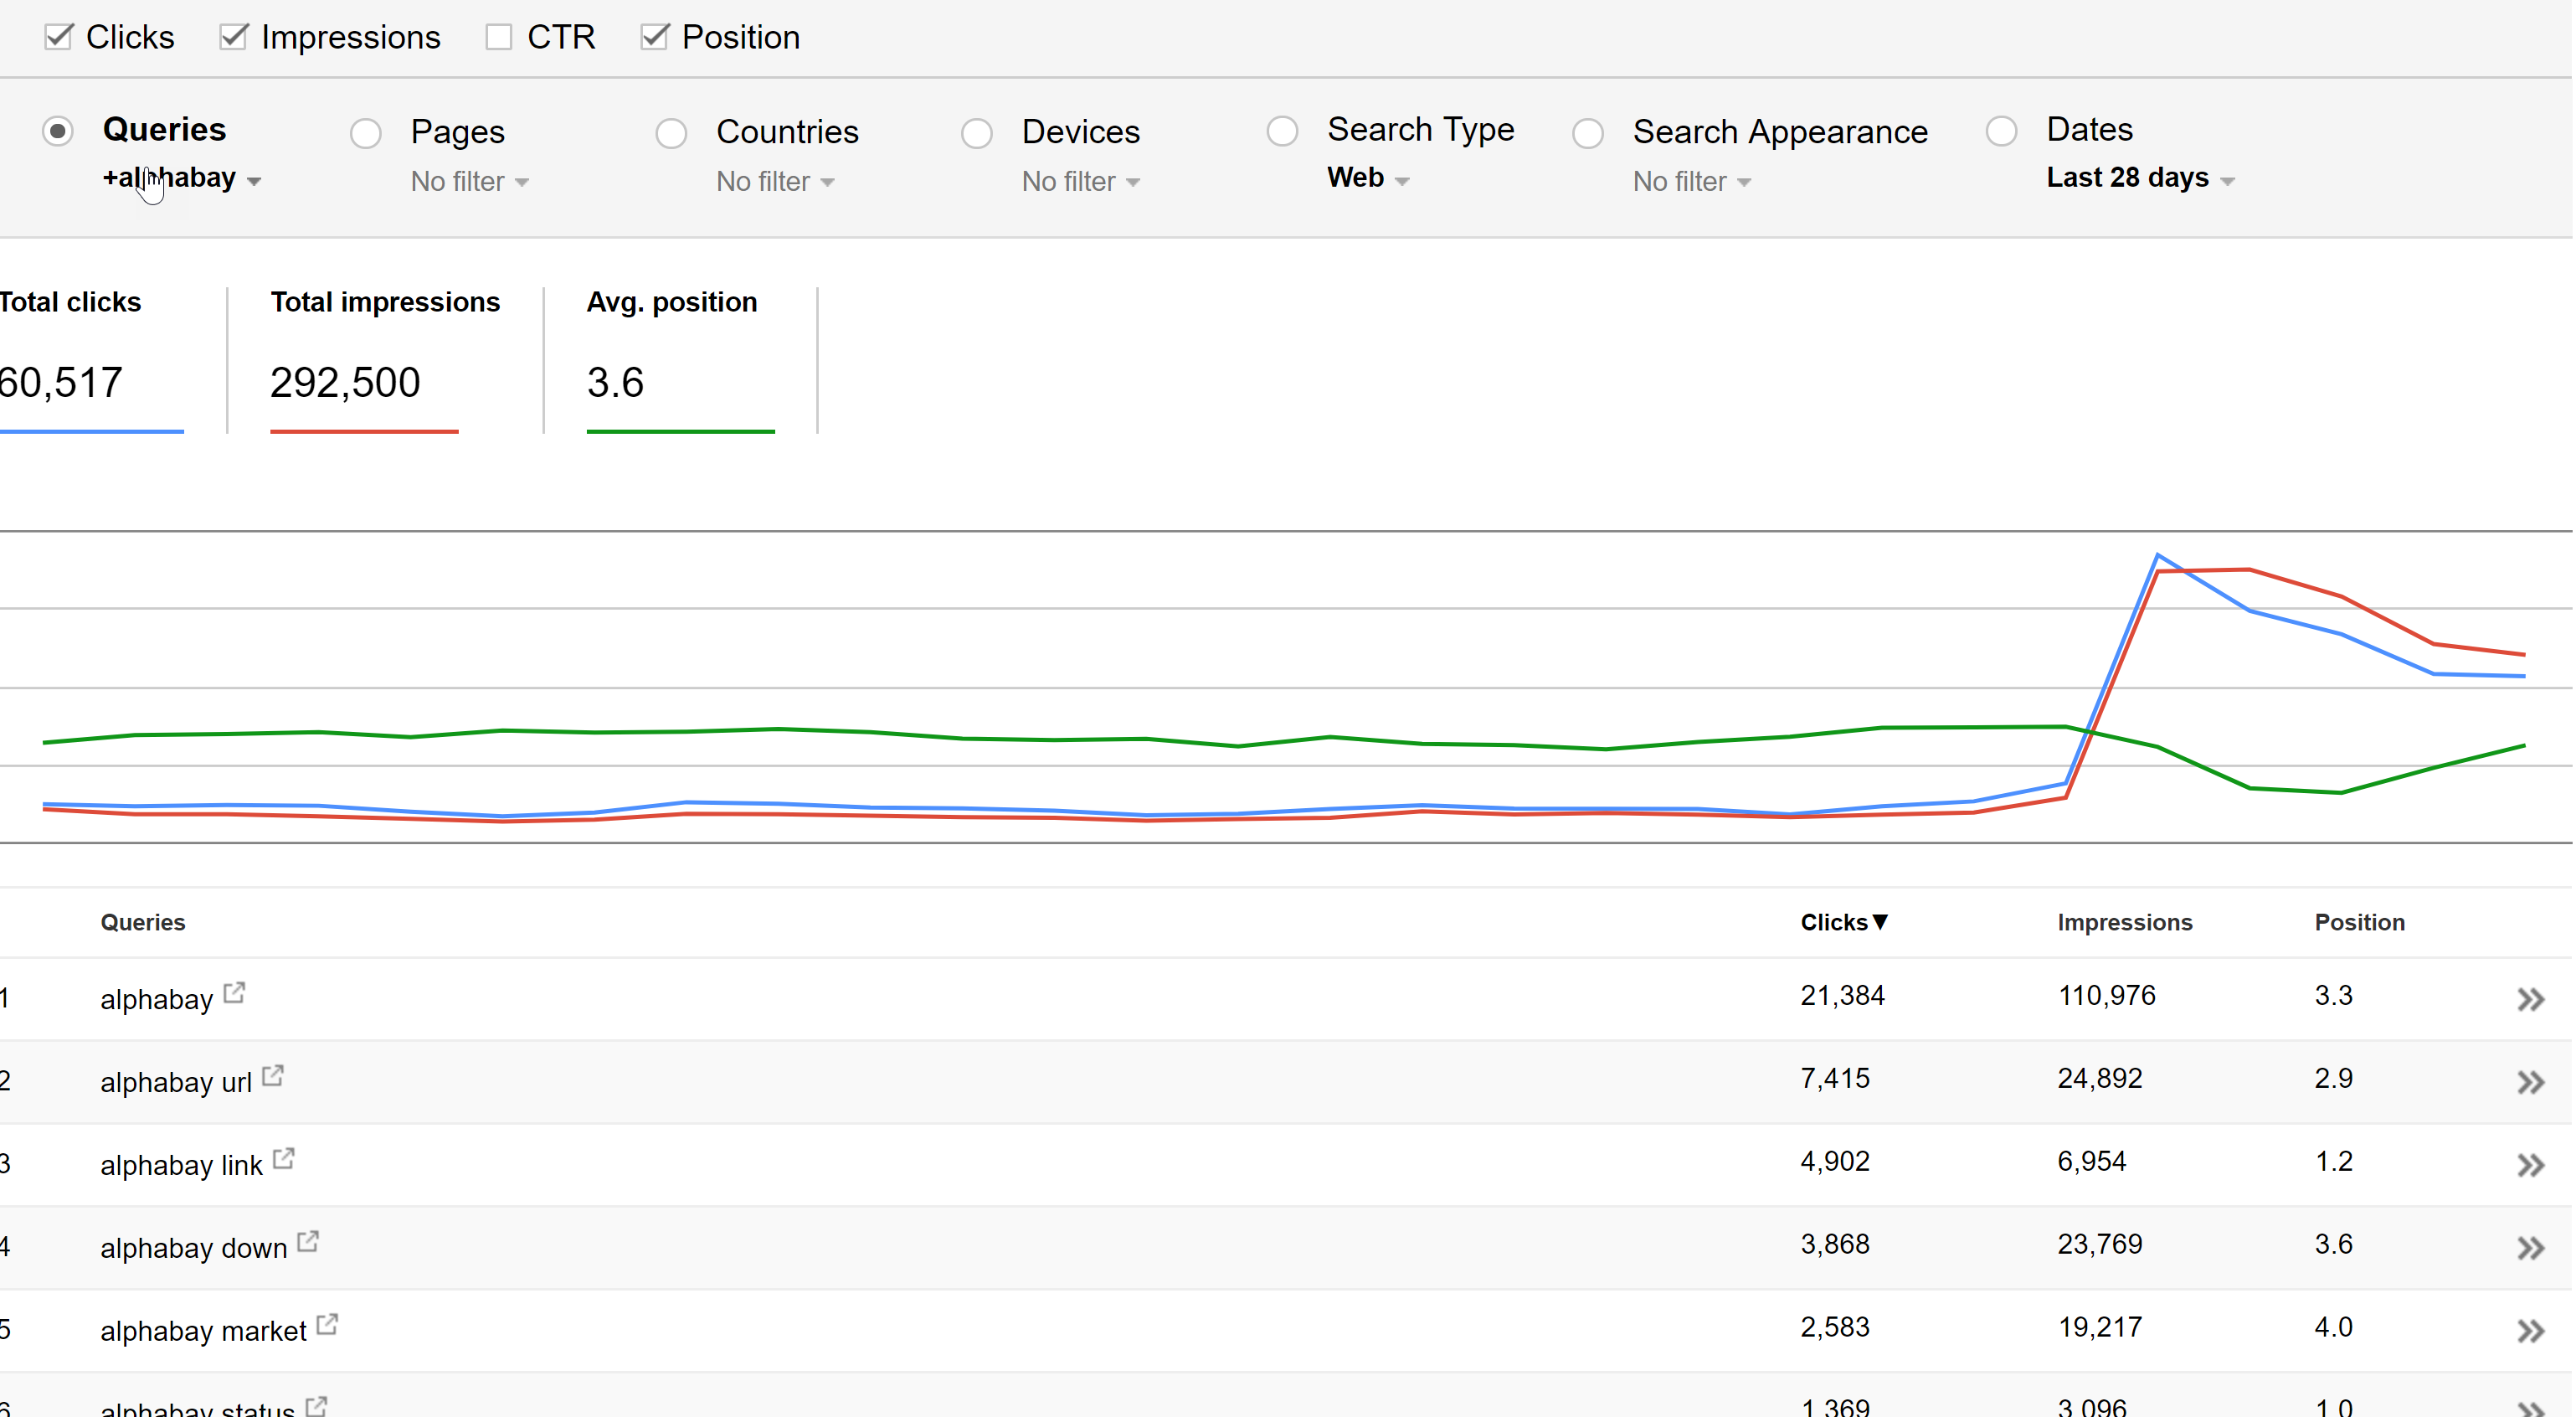 Clicks Impressions CTR Position
Queries Pages Countries Devices Search Type Search Appearance Dates
+alphabay No filter No filter No filter Web No filter Last 28 days
Total clicks Total impressions Avg. position
60,517 292,500 3.6
Queries Clicks▼ Impressions Position
1 alphabay 21,384 110,976 3.3
2 alphabay url 7,415 24,892 2.9
3 alphabay link 4,902 6,954 1.2
4 alphabay down 3,868 23,769 3.6
5 alphabay market 2,583 19,217 4.0
6 alphabay status 1,369 3,096 1.0